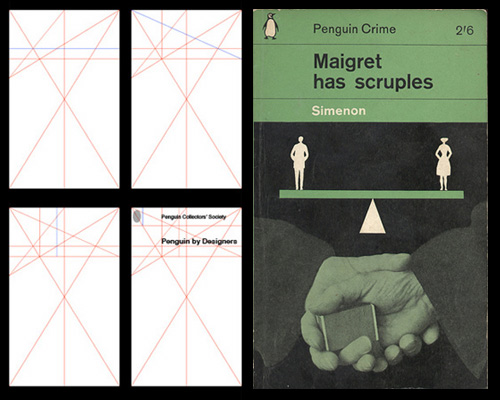 Penguin Collectors' Society
Penguin by Designers
Penguin Crime
2'6
Maigret
has scruples
Simenon